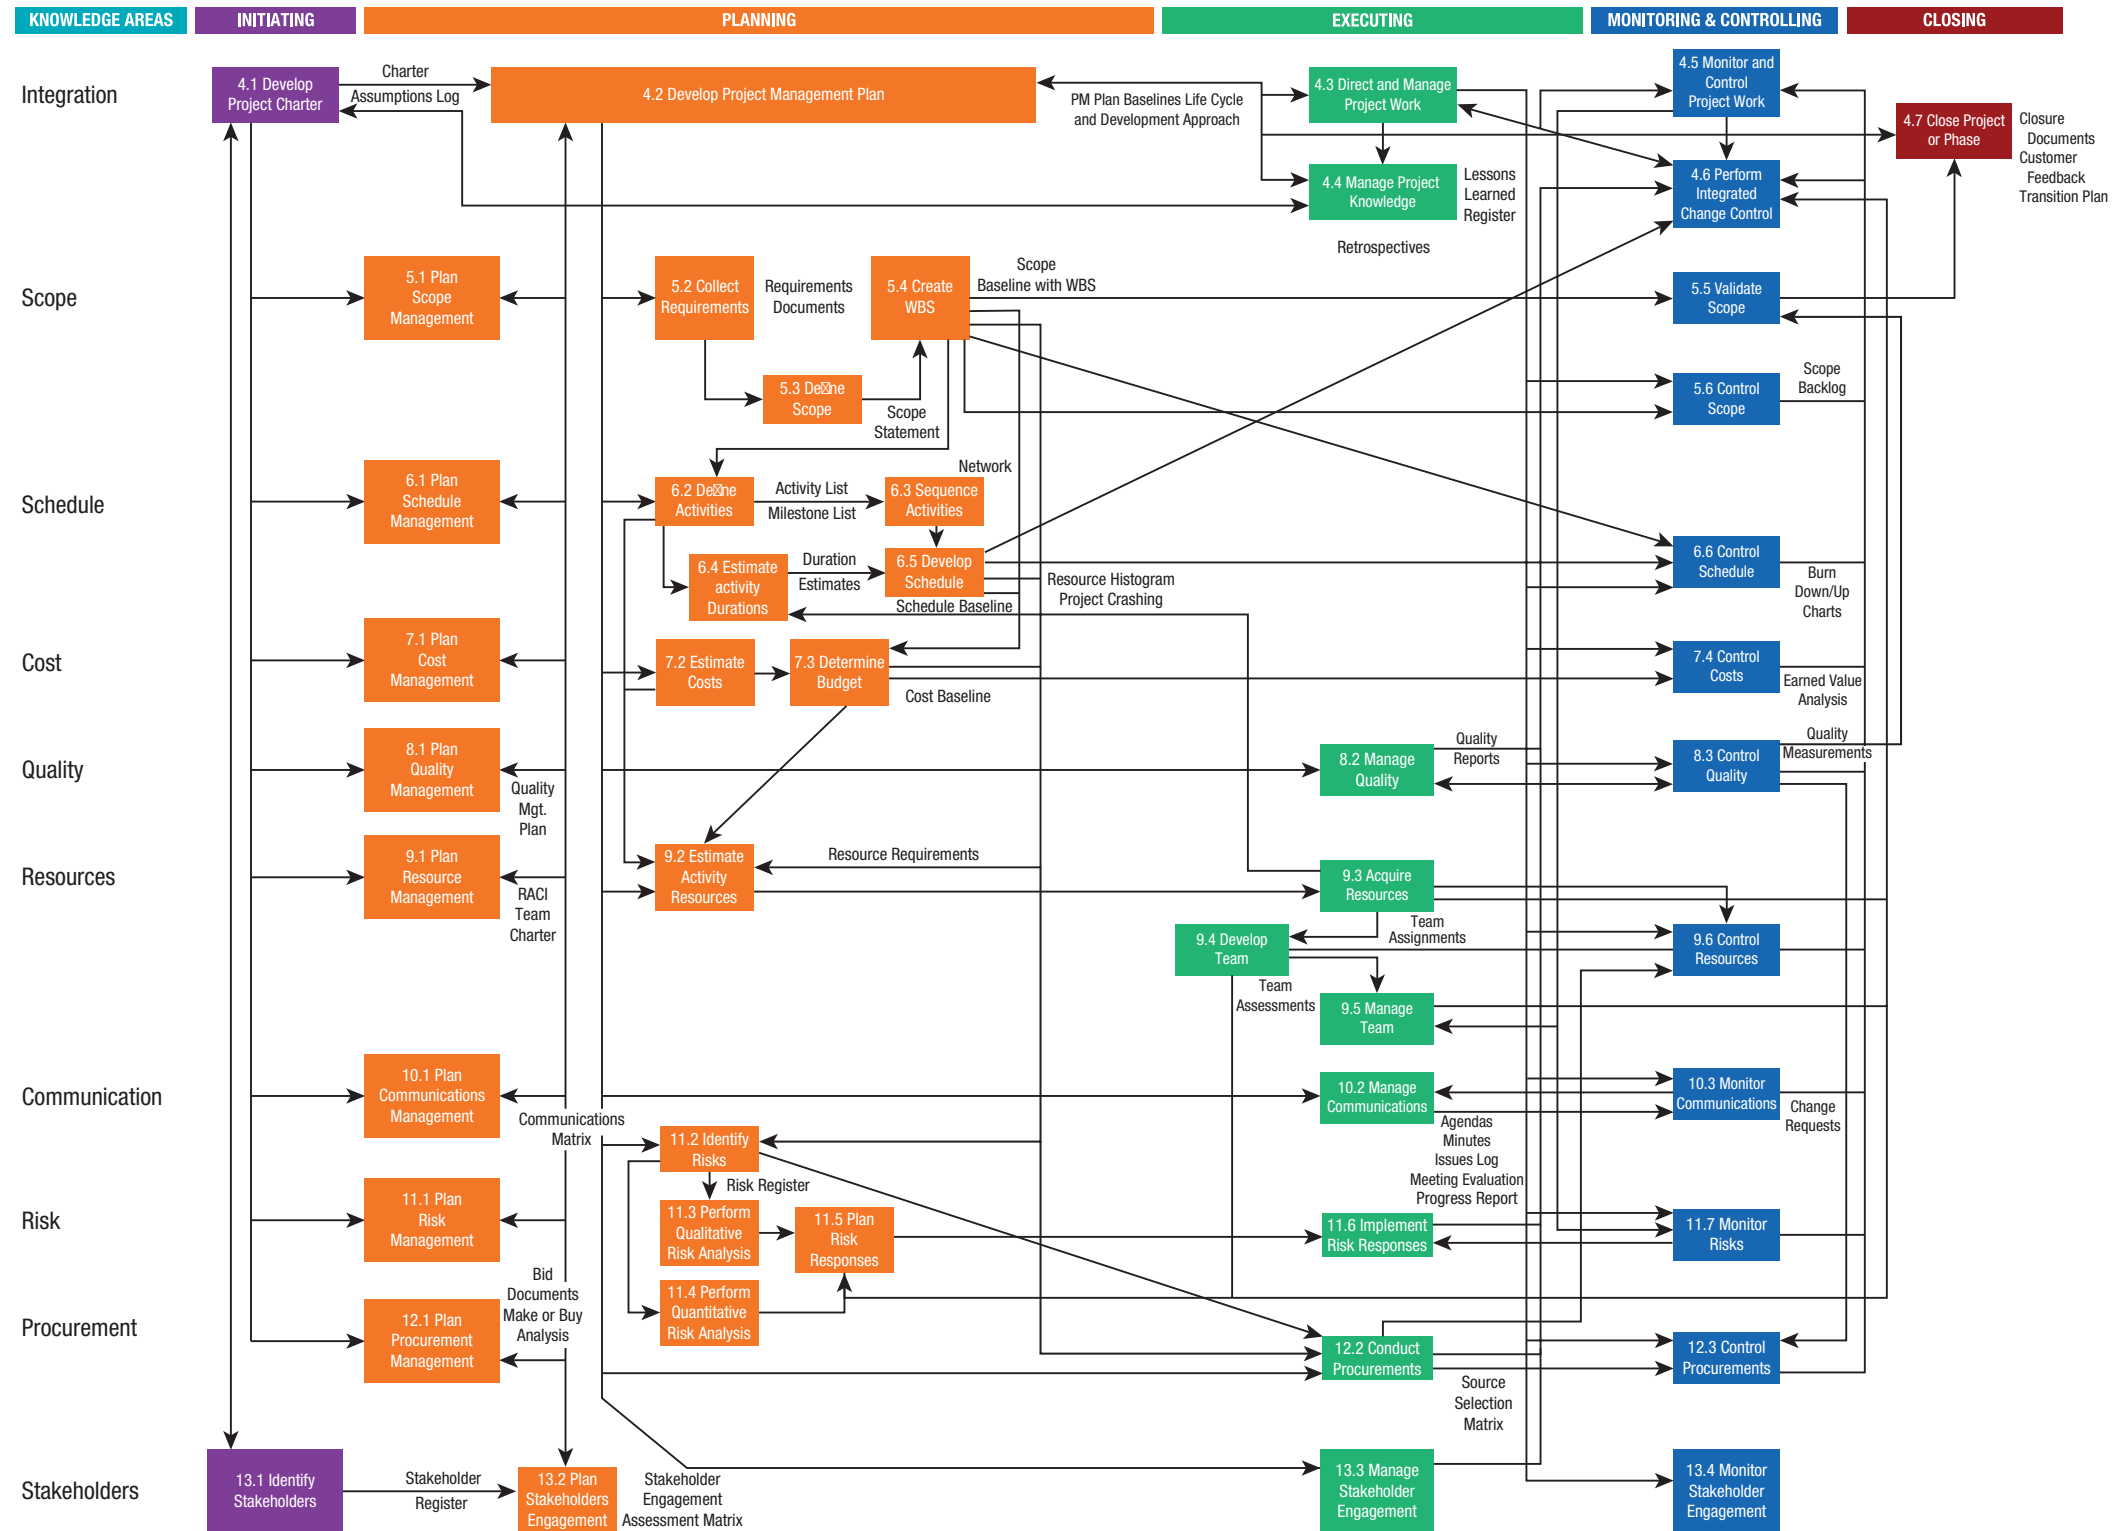 KNOWLEDGE AREAS
INITIATING
PLANNING
EXECUTING
MONITORING & CONTROLLING
CLOSING
Integration
4.1 Develop
Project Charter
Charter
Assumptions Log
4.2 Develop Project Management Plan
PM Plan Baselines Life Cycle
and Development Approach
4.3 Direct and Manage
Project Work
4.4 Manage Project
Knowledge
Lessons
Learned
Register
Retrospectives
4.5 Monitor and
Control
Project Work
4.6 Perform
Integrated
Change Control
4.7 Close Project
or Phase
Closure
Documents
Customer
Feedback
Transition Plan
Scope
5.1 Plan
Scope
Management
5.2 Collect
Requirements
Requirements
Documents
5.3 De☒ne
Scope
Scope
Statement
5.4 Create
WBS
Scope
Baseline with WBS
5.5 Validate
Scope
5.6 Control
Scope
Scope
Backlog
Schedule
6.1 Plan
Schedule
Management
6.2 De☒ne
Activities
Activity List
Milestone List
Network
6.3 Sequence
Activities
6.4 Estimate
activity
Durations
Duration
Estimates
6.5 Develop
Schedule
Schedule Baseline
Resource Histogram
Project Crashing
6.6 Control
Schedule
Burn
Down/Up
Charts
Cost
7.1 Plan
Cost
Management
7.2 Estimate
Costs
7.3 Determine
Budget
Cost Baseline
7.4 Control
Costs
Earned Value
Analysis
Quality
8.1 Plan
Quality
Management
Quality
Mgt.
Plan
8.2 Manage
Quality
Quality
Reports
8.3 Control
Quality
Quality
Measurements
Resources
9.1 Plan
Resource
Management
RACI
Team
Charter
9.2 Estimate
Activity
Resources
Resource Requirements
9.3 Acquire
Resources
Team
Assignments
9.4 Develop
Team
Team
Assessments
9.5 Manage
Team
9.6 Control
Resources
Communication
10.1 Plan
Communications
Management
Communications
Matrix
10.2 Manage
Communications
Agendas
Minutes
Issues Log
Meeting Evaluation
Progress Report
10.3 Monitor
Communications
Change
Requests
Risk
11.1 Plan
Risk
Management
11.2 Identify
Risks
Risk Register
11.3 Perform
Qualitative
Risk Analysis
11.4 Perform
Quantitative
Risk Analysis
11.5 Plan
Risk
Responses
11.6 Implement
Risk Responses
11.7 Monitor
Risks
Procurement
12.1 Plan
Procurement
Management
Bid
Documents
Make or Buy
Analysis
12.2 Conduct
Procurements
Source
Selection
Matrix
12.3 Control
Procurements
Stakeholders
13.1 Identify
Stakeholders
Stakeholder
Register
13.2 Plan
Stakeholders
Engagement
Stakeholder
Engagement
Assessment Matrix
13.3 Manage
Stakeholder
Engagement
13.4 Monitor
Stakeholder
Engagement